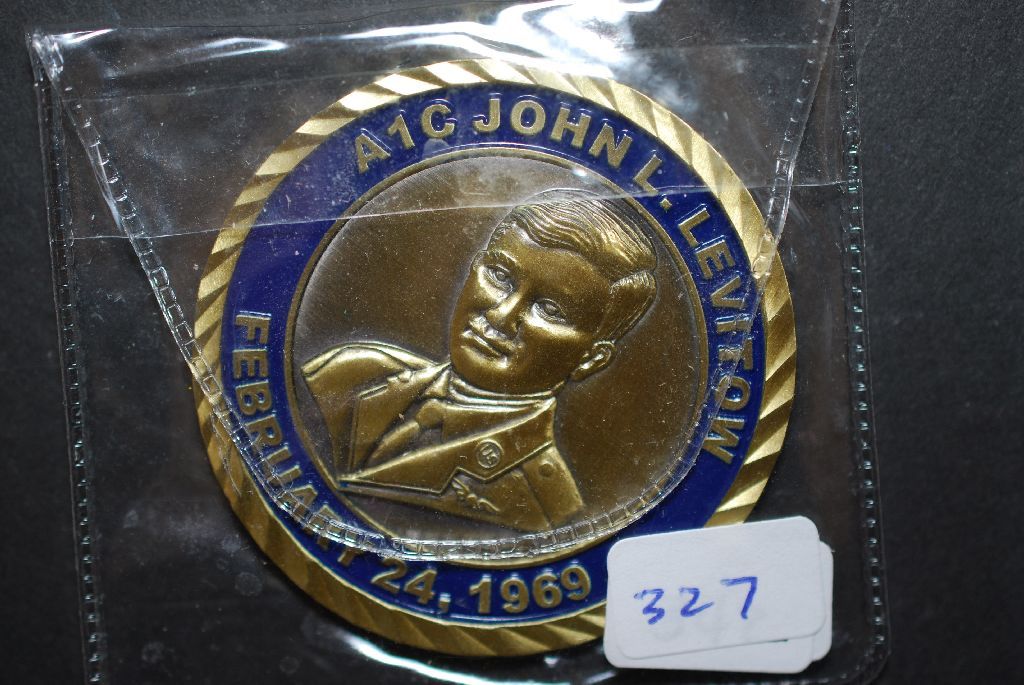 A1C JOHN L. LEVITOW
FEBRUARY 24, 1969
327